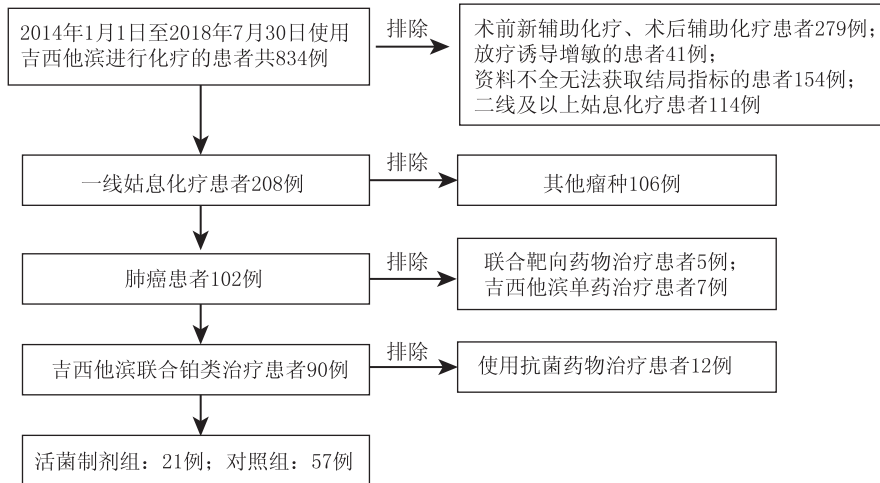 2014年1月1日至2018年7月30日使用
吉西他滨进行化疗的患者共834例
排除
术前新辅助化疗、术后辅助化疗患者279例；
放疗诱导增敏的患者41例；
资料不全无法获取结局指标的患者154例；
二线及以上姑息化疗患者114例
一线姑息化疗患者208例
排除
其他瘤种106例
肺癌患者102例
排除
联合靶向药物治疗患者5例；
吉西他滨单药治疗患者7例
吉西他滨联合铂类治疗患者90例
排除
使用抗菌药物治疗患者12例
活菌制剂组：21例；对照组：57例